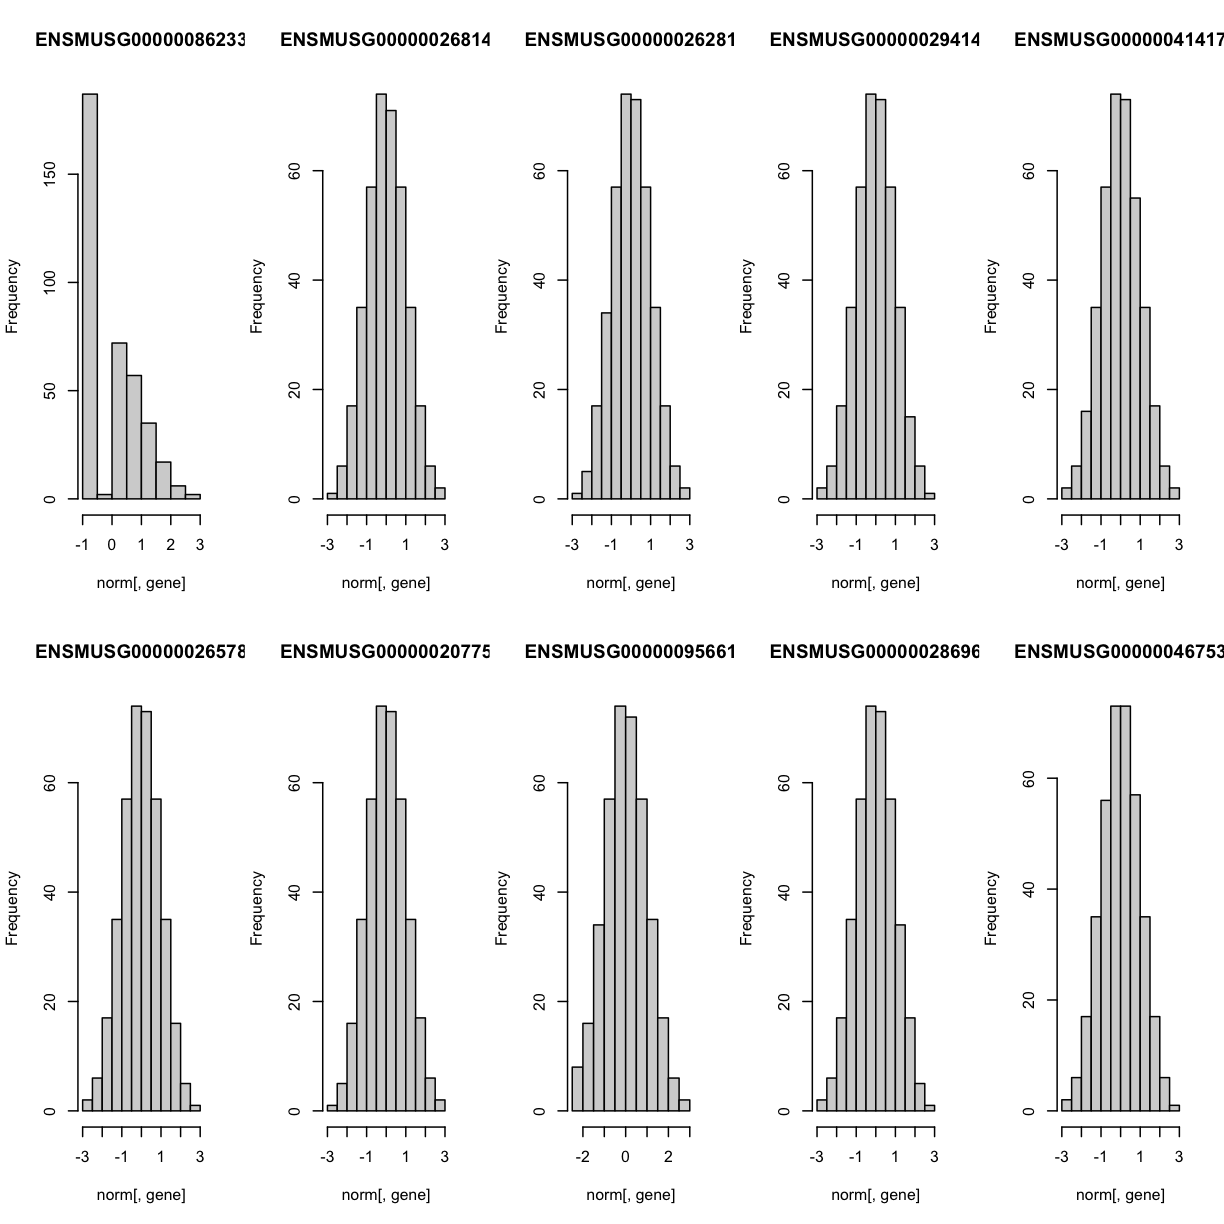 ENSMUSG00000086233 ENSMUSG00000026814 ENSMUSG00000026281 ENSMUSG00000029414 ENSMUSG00000041417
Frequency Frequency Frequency Frequency Frequency
0 50 100 150
0 20 40 60
0 20 40 60
0 20 40 60
0 20 40 60
-1 0 1 2 3
-3 -1 1 3
-3 -1 1 3
-3 -1 1 3
-3 -1 1 3
norm[, gene] norm[, gene] norm[, gene] norm[, gene] norm[, gene]
ENSMUSG00000026578 ENSMUSG00000020775 ENSMUSG00000095661 ENSMUSG00000028696 ENSMUSG00000046753
Frequency Frequency Frequency Frequency Frequency
0 20 40 60
0 20 40 60
0 20 40 60
0 20 40 60
0 20 40 60
-3 -1 1 3
-3 -1 1 3
-2 0 2
-3 -1 1 3
-3 -1 1 3
norm[, gene] norm[, gene] norm[, gene] norm[, gene] norm[, gene]